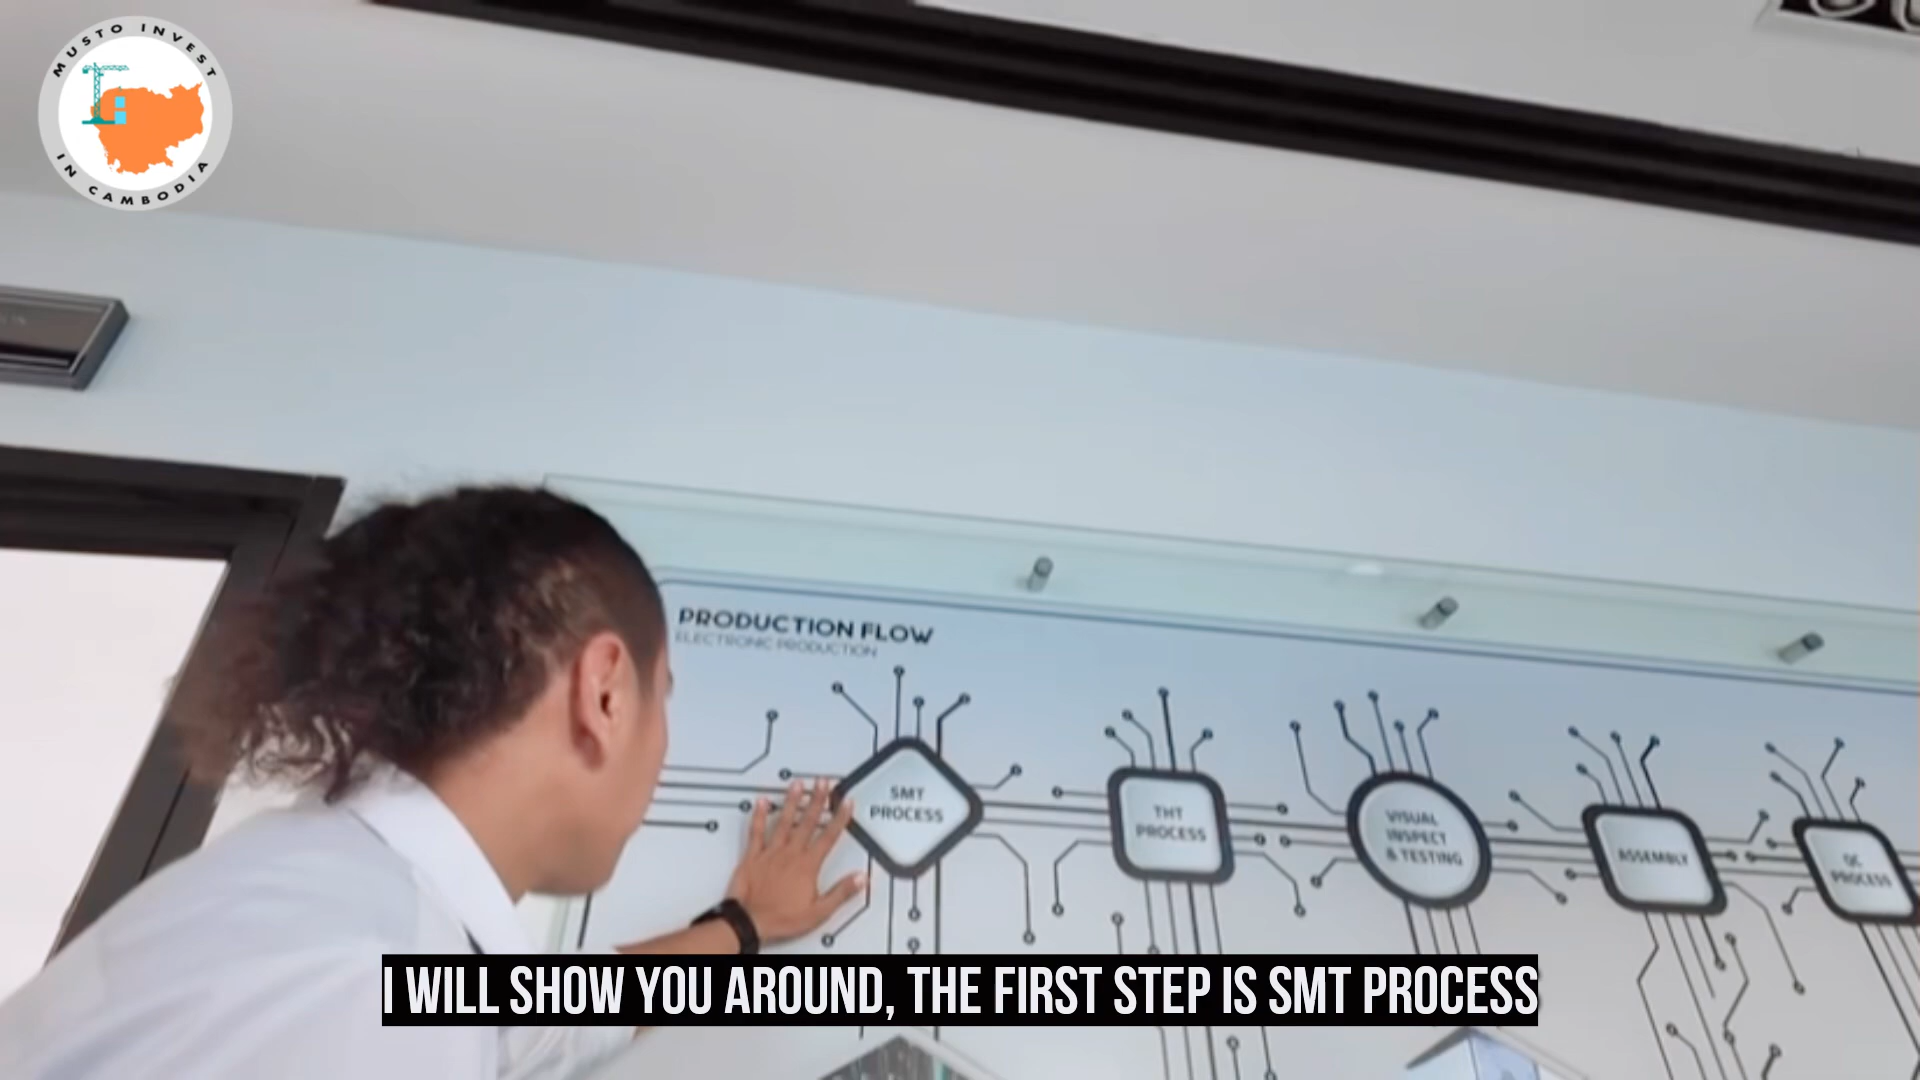 MUSTO INVEST
IN CAMBODIA
PRODUCTION FLOW
ELECTRONIC PRODUCTION
SMT
PROCESS
THT
PROCESS
VISUAL
INSPECT
& TESTING
ASSEMBLY
QC
PROCESS
I WILL SHOW YOU AROUND, THE FIRST STEP IS SMT PROCESS